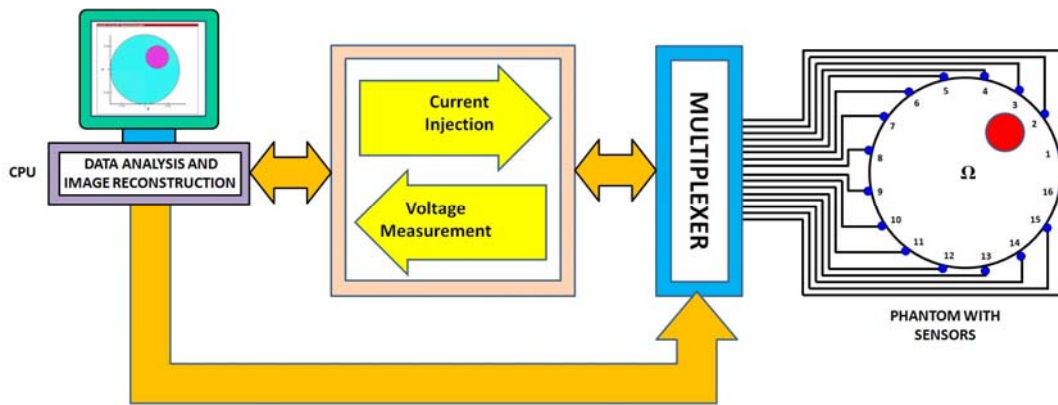 CPU
DATA ANALYSIS AND
IMAGE RECONSTRUCTION
Current
Injection
Voltage
Measurement
MULTIPLEXER
1
2
3
4
5
6
7
8
9
10
11
12
13
14
15
16
Ω
PHANTOM WITH
SENSORS